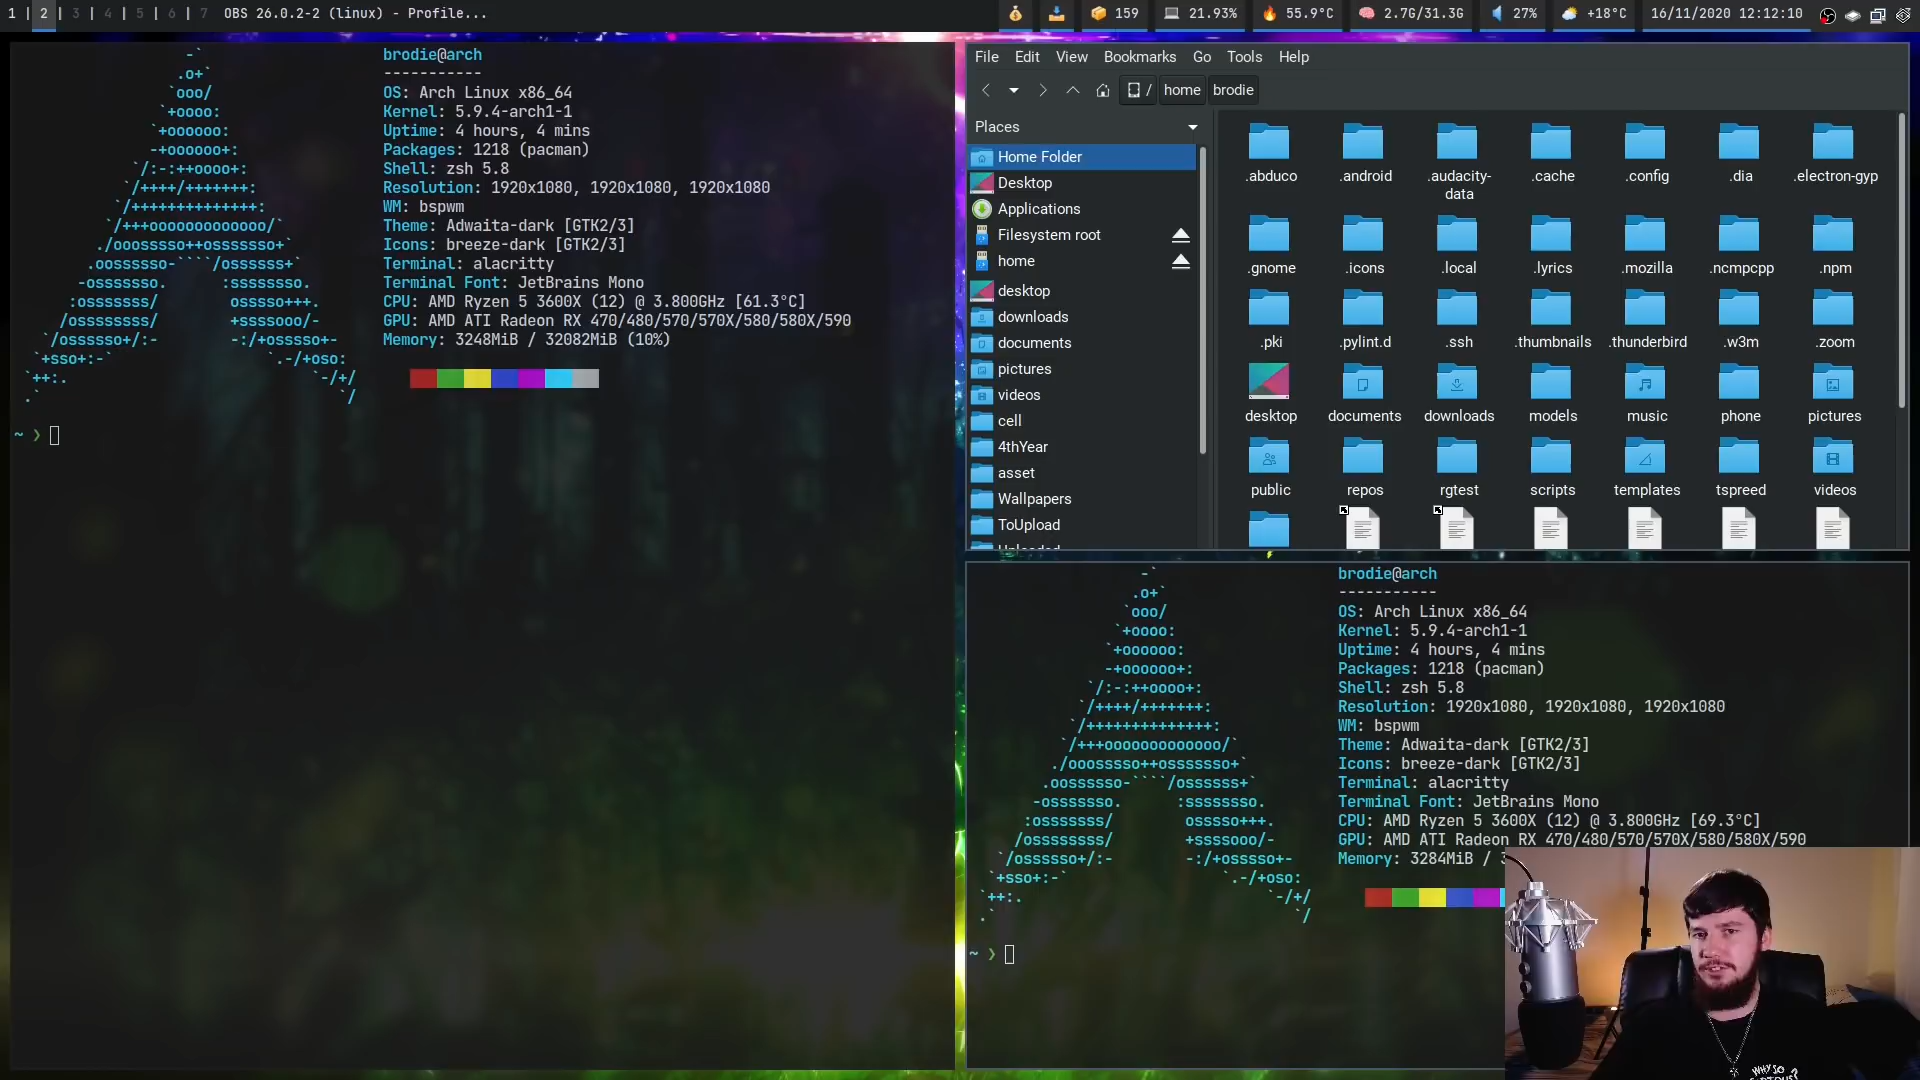 1 | 2 | 3 | 4 | 5 | 6 | 7 OBS 26.0.2-2 (linux) - Profile...
159 21.93% 55.9°C 2.7G/31.3G 27% +18°C 16/11/2020 12:12:10
brodie@arch
-----------
OS: Arch Linux x86_64
Kernel: 5.9.4-arch1-1
Uptime: 4 hours, 4 mins
Packages: 1218 (pacman)
Shell: zsh 5.8
Resolution: 1920x1080, 1920x1080, 1920x1080
WM: bspwm
Theme: Adwaita-dark [GTK2/3]
Icons: breeze-dark [GTK2/3]
Terminal: alacritty
Terminal Font: JetBrains Mono
CPU: AMD Ryzen 5 3600X (12) @ 3.800GHz [61.3°C]
GPU: AMD ATI Radeon RX 470/480/570/570X/580/580X/590
Memory: 3248MiB / 32082MiB (10%)
~ ❯
File Edit View Bookmarks Go Tools Help
/ home brodie
Places
Home Folder
Desktop
Applications
Filesystem root
home
desktop
downloads
documents
pictures
videos
cell
4thYear
asset
Wallpapers
ToUpload
.abduco .android .audacity-data .cache .config .dia .electron-gyp
.gnome .icons .local .lyrics .mozilla .ncmpcpp .npm
.pki .pylint.d .ssh .thumbnails .thunderbird .w3m .zoom
desktop documents downloads models music phone pictures
public repos rgtest scripts templates tspreed videos
brodie@arch
-----------
OS: Arch Linux x86_64
Kernel: 5.9.4-arch1-1
Uptime: 4 hours, 4 mins
Packages: 1218 (pacman)
Shell: zsh 5.8
Resolution: 1920x1080, 1920x1080, 1920x1080
WM: bspwm
Theme: Adwaita-dark [GTK2/3]
Icons: breeze-dark [GTK2/3]
Terminal: alacritty
Terminal Font: JetBrains Mono
CPU: AMD Ryzen 5 3600X (12) @ 3.800GHz [69.3°C]
GPU: AMD ATI Radeon RX 470/480/570/570X/580/580X/590
Memory: 3284MiB /
~ ❯
WHY SO